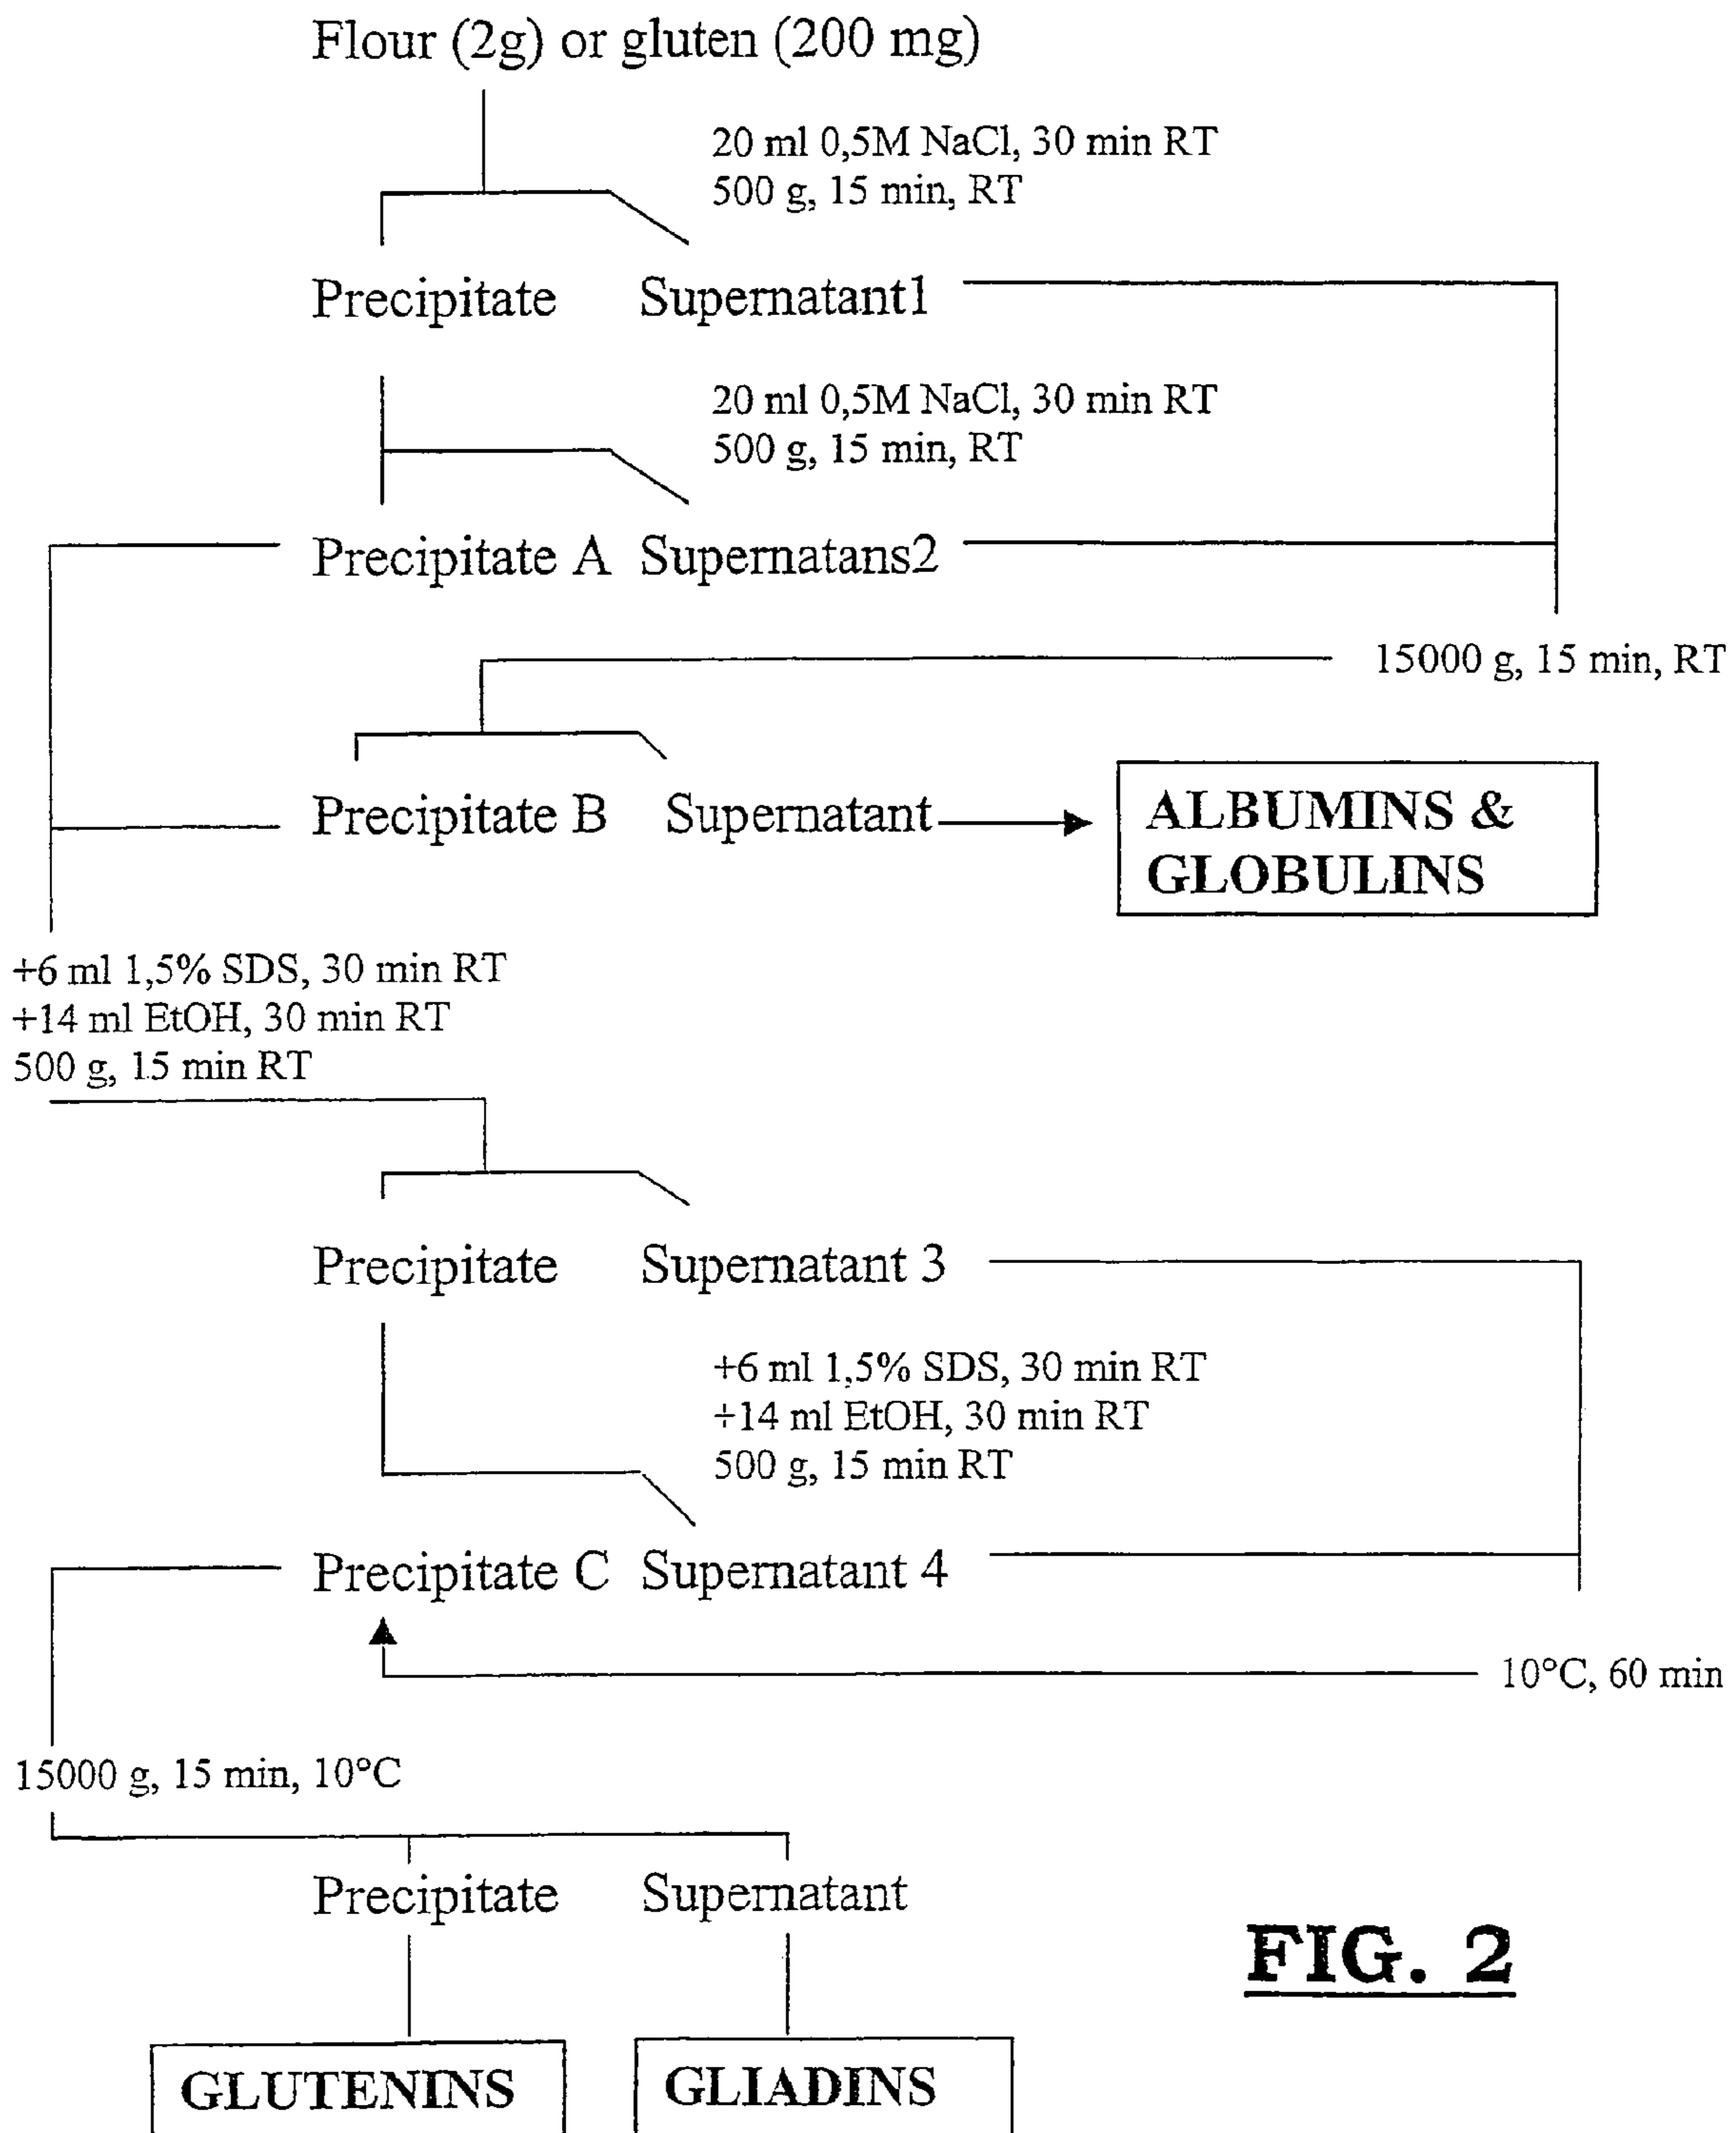 Flour (2g) or gluten (200 mg)
20 ml 0,5M NaCl, 30 min RT
500 g, 15 min, RT
Precipitate Supernatant1
20 ml 0,5M NaCl, 30 min RT
500 g, 15 min, RT
Precipitate A Supernatans2
15000 g, 15 min, RT
Precipitate B Supernatant
ALBUMINS &
GLOBULINS
+6 ml 1,5% SDS, 30 min RT
+14 ml EtOH, 30 min RT
500 g, 15 min RT
Precipitate Supernatant 3
+6 ml 1,5% SDS, 30 min RT
+14 ml EtOH, 30 min RT
500 g, 15 min RT
Precipitate C Supernatant 4
10°C, 60 min
15000 g, 15 min, 10°C
Precipitate Supernatant
FIG. 2
GLUTENINS GLIADINS